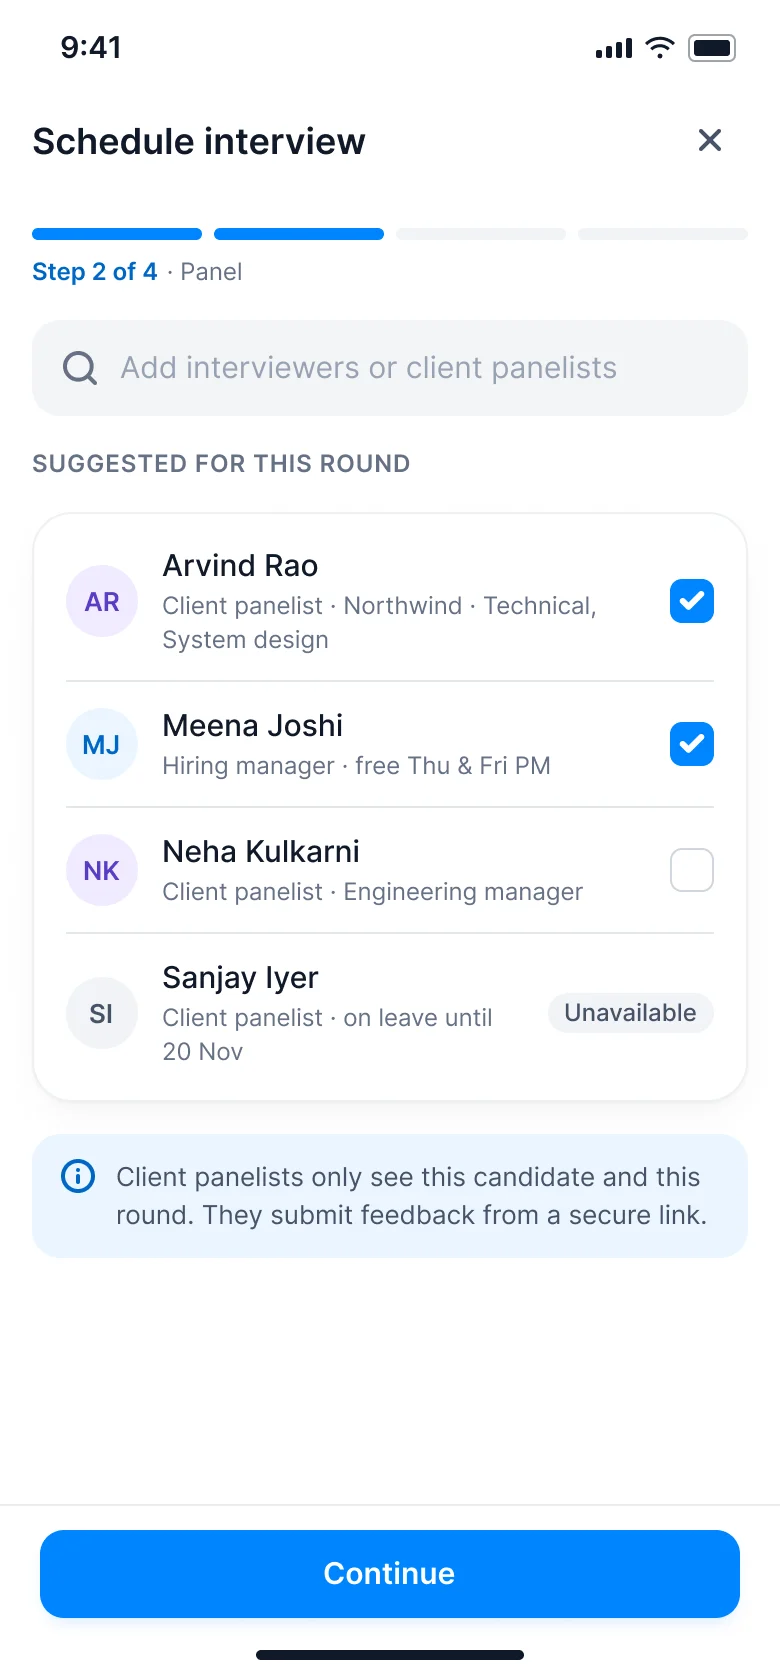 9:41
Schedule interview
Step 2 of 4 · Panel
Add interviewers or client panelists
SUGGESTED FOR THIS ROUND
AR
Arvind Rao
Client panelist · Northwind · Technical,
System design
MJ
Meena Joshi
Hiring manager · free Thu & Fri PM
NK
Neha Kulkarni
Client panelist · Engineering manager
SI
Sanjay Iyer
Client panelist · on leave until
20 Nov
Unavailable
Client panelists only see this candidate and this
round. They submit feedback from a secure link.
Continue